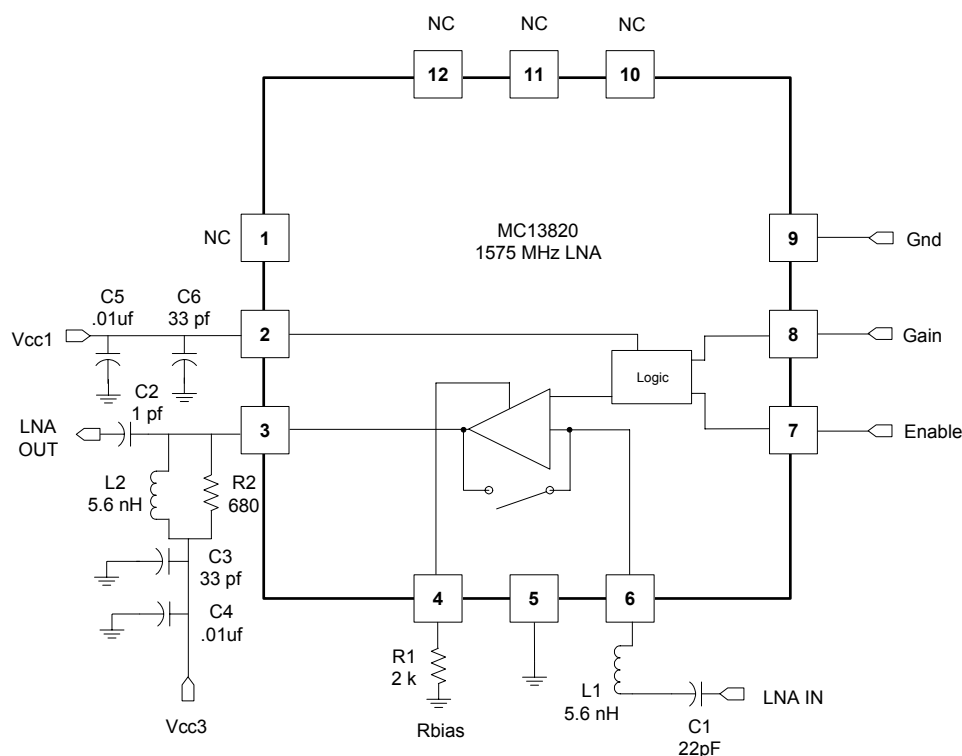 NC
NC
NC
12
11
10
NC
1
MC13820
1575 MHz LNA
9
Gnd
C5
.01uf
C6
33 pf
Vcc1
2
8
Gain
Logic
C2
1 pf
LNA
OUT
3
7
Enable
L2
5.6 nH
R2
680
C3
33 pf
C4
.01uf
4
5
6
R1
2 k
Rbias
L1
5.6 nH
LNA IN
C1
22pF
Vcc3